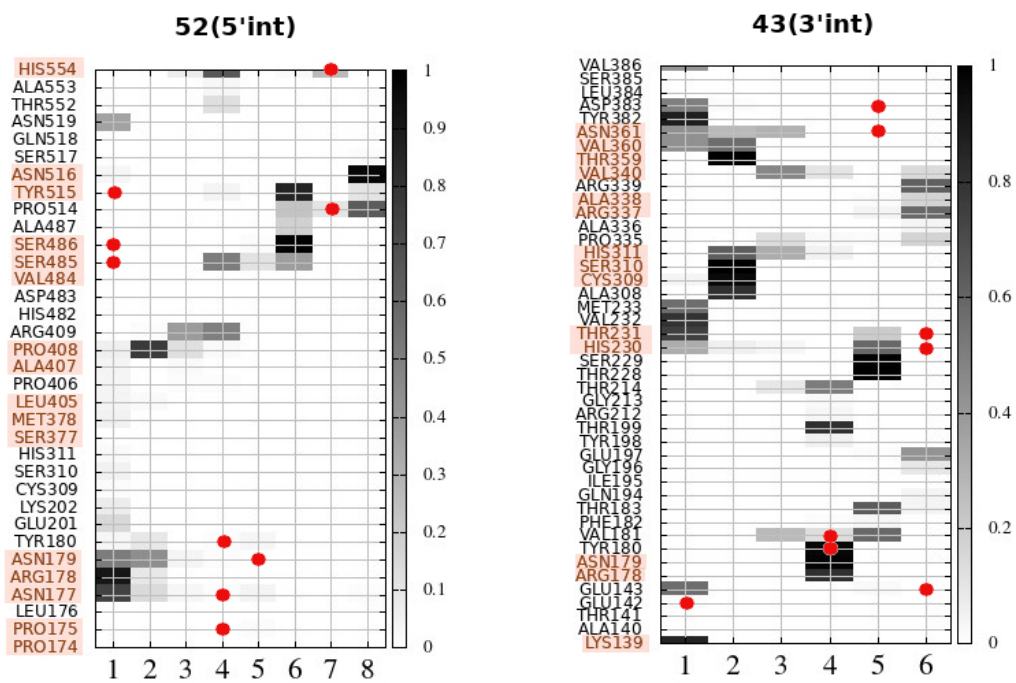 52(5'int)
HIS554
ALA553
THR552
ASN519
GLN518
SER517
ASN516
TYR515
PRO514
ALA487
SER486
SER485
VAL484
ASP483
HIS482
ARG409
PRO408
ALA407
PRO406
LEU405
MET378
SER377
HIS311
SER310
CYS309
LYS202
GLU201
TYR180
ASN179
ARG178
ASN177
LEU176
PRO175
PRO174
1 2 3 4 5 6 7 8
1
0.9
0.8
0.7
0.6
0.5
0.4
0.3
0.2
0.1
0
43(3'int)
VAL386
SER385
LEU384
ASP383
TYR382
ASN361
VAL360
THR359
VAL340
ARG339
ALA338
ARG337
ALA336
PRO335
HIS311
SER310
CYS309
ALA308
MET233
VAL232
THR231
HIS230
SER229
THR228
THR214
GLY213
ARG212
THR199
TYR198
GLU197
GLY196
ILE195
GLN194
THR183
PHE182
VAL181
TYR180
ASN179
ARG178
GLU143
GLU142
THR141
ALA140
LYS139
1 2 3 4 5 6
1
0.8
0.6
0.4
0.2
0